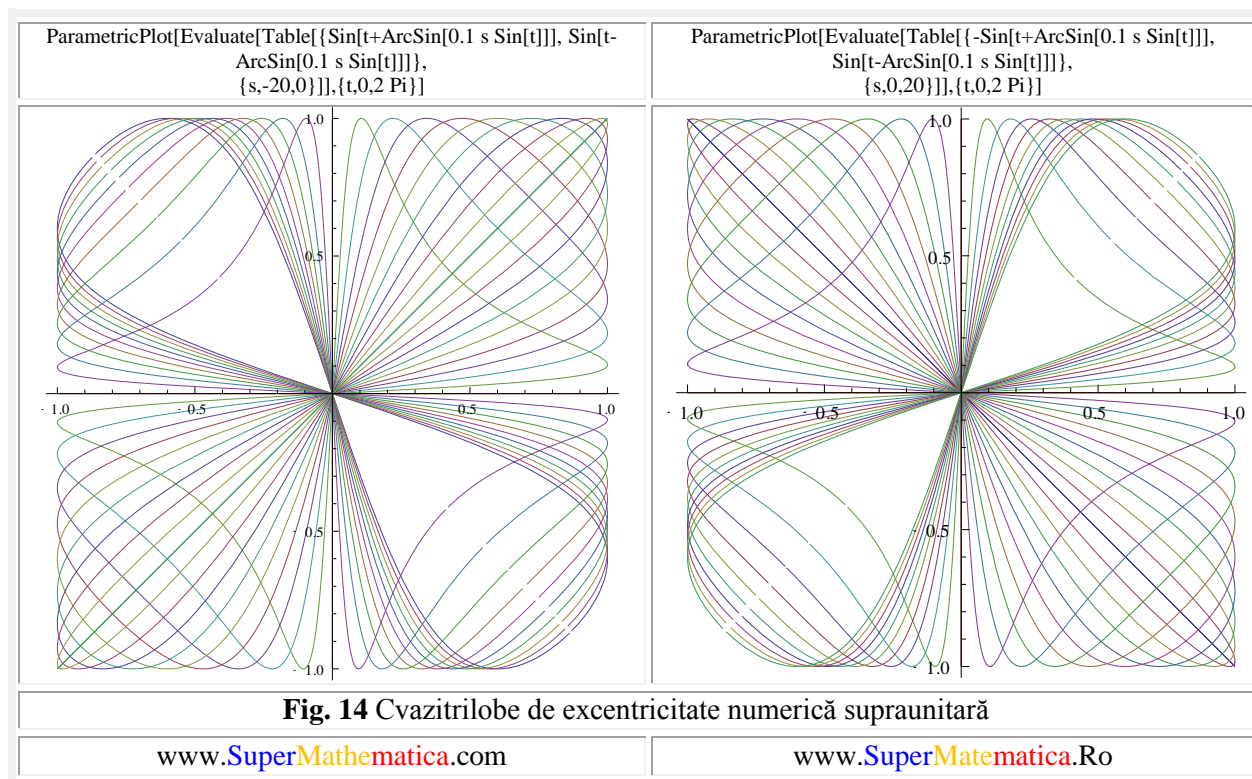 ParametricPlot[Evaluate[Table[{Sin[t+ArcSin[0.1 s Sin[t]]], Sin[t-
ArcSin[0.1 s Sin[t]]]},
{s,-20,0}]],{t,0,2 Pi}]
ParametricPlot[Evaluate[Table[{-Sin[t+ArcSin[0.1 s Sin[t]]],
Sin[t-ArcSin[0.1 s Sin[t]]]},
{s,0,20}]],{t,0,2 Pi}]
1.0
0.5
- 1.0
- 0.5
0.5
1.0
- 0.5
- 1.0
1.0
0.5
- 1.0
- 0.5
0.5
1.0
- 0.5
- 1.0
Fig. 14 Cvazitrilobe de excentricitate numerică supraunitară
www.SuperMathematica.com
www.SuperMatematica.Ro